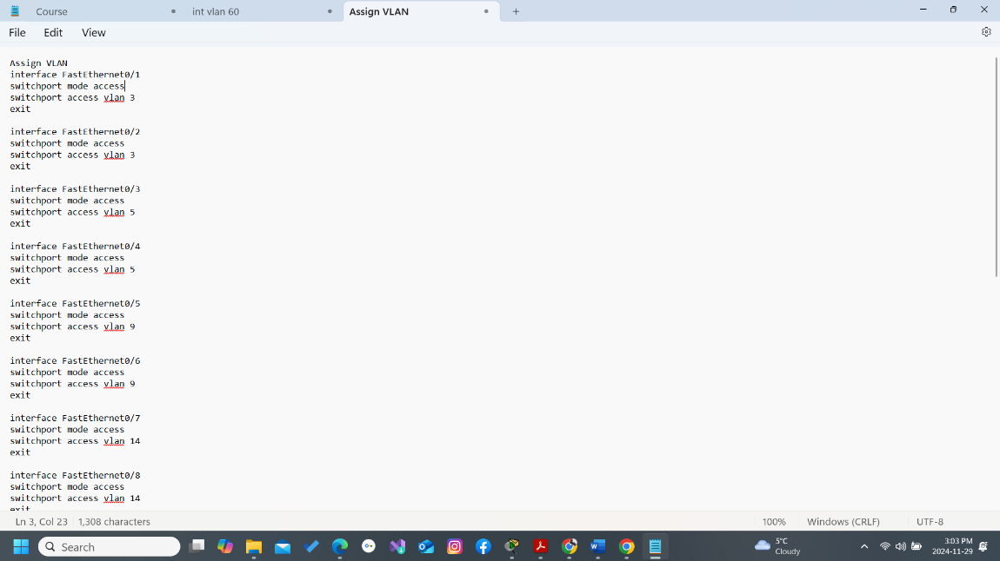 Course
int vlan 60
Assign VLAN
File Edit View
Assign VLAN
interface FastEthernet0/1
switchport mode access
switchport access vlan 3
exit
interface FastEthernet0/2
switchport mode access
switchport access vlan 3
exit
interface FastEthernet0/3
switchport mode access
switchport access vlan 5
exit
interface FastEthernet0/4
switchport mode access
switchport access vlan 5
exit
interface FastEthernet0/5
switchport mode access
switchport access vlan 9
exit
interface FastEthernet0/6
switchport mode access
switchport access vlan 9
exit
interface FastEthernet0/7
switchport mode access
switchport access vlan 14
exit
interface FastEthernet0/8
switchport mode access
switchport access vlan 14
exit
Ln 3, Col 23 1,308 characters 100% Windows (CRLF) UTF-8
Search
5°C
Cloudy
3:03 PM
2024-11-29